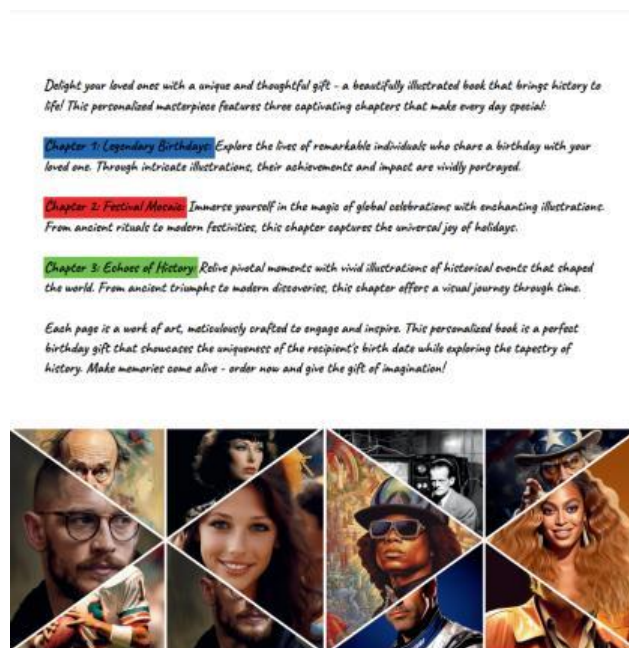 Delight your loved ones with a unique and thoughtful gift - a beautifully illustrated book that brings history to
life! This personalized masterpiece features three captivating chapters that make every day special:
Chapter 1: Legendary Birthdays: Explore the lives of remarkable individuals who share a birthday with your
loved one. Through intricate illustrations, their achievements and impact are vividly portrayed.
Chapter 2: Festival Mosaic: Immerse yourself in the magic of global celebrations with enchanting illustrations.
From ancient rituals to modern festivities, this chapter captures the universal joy of holidays.
Chapter 3: Echoes of History: Relive pivotal moments with vivid illustrations of historical events that shaped
the world. From ancient triumphs to modern discoveries, this chapter offers a visual journey through time.
Each page is a work of art, meticulously crafted to engage and inspire. This personalized book is a perfect
birthday gift that showcases the uniqueness of the recipient's birth date while exploring the tapestry of
history. Make memories come alive - order now and give the gift of imagination!